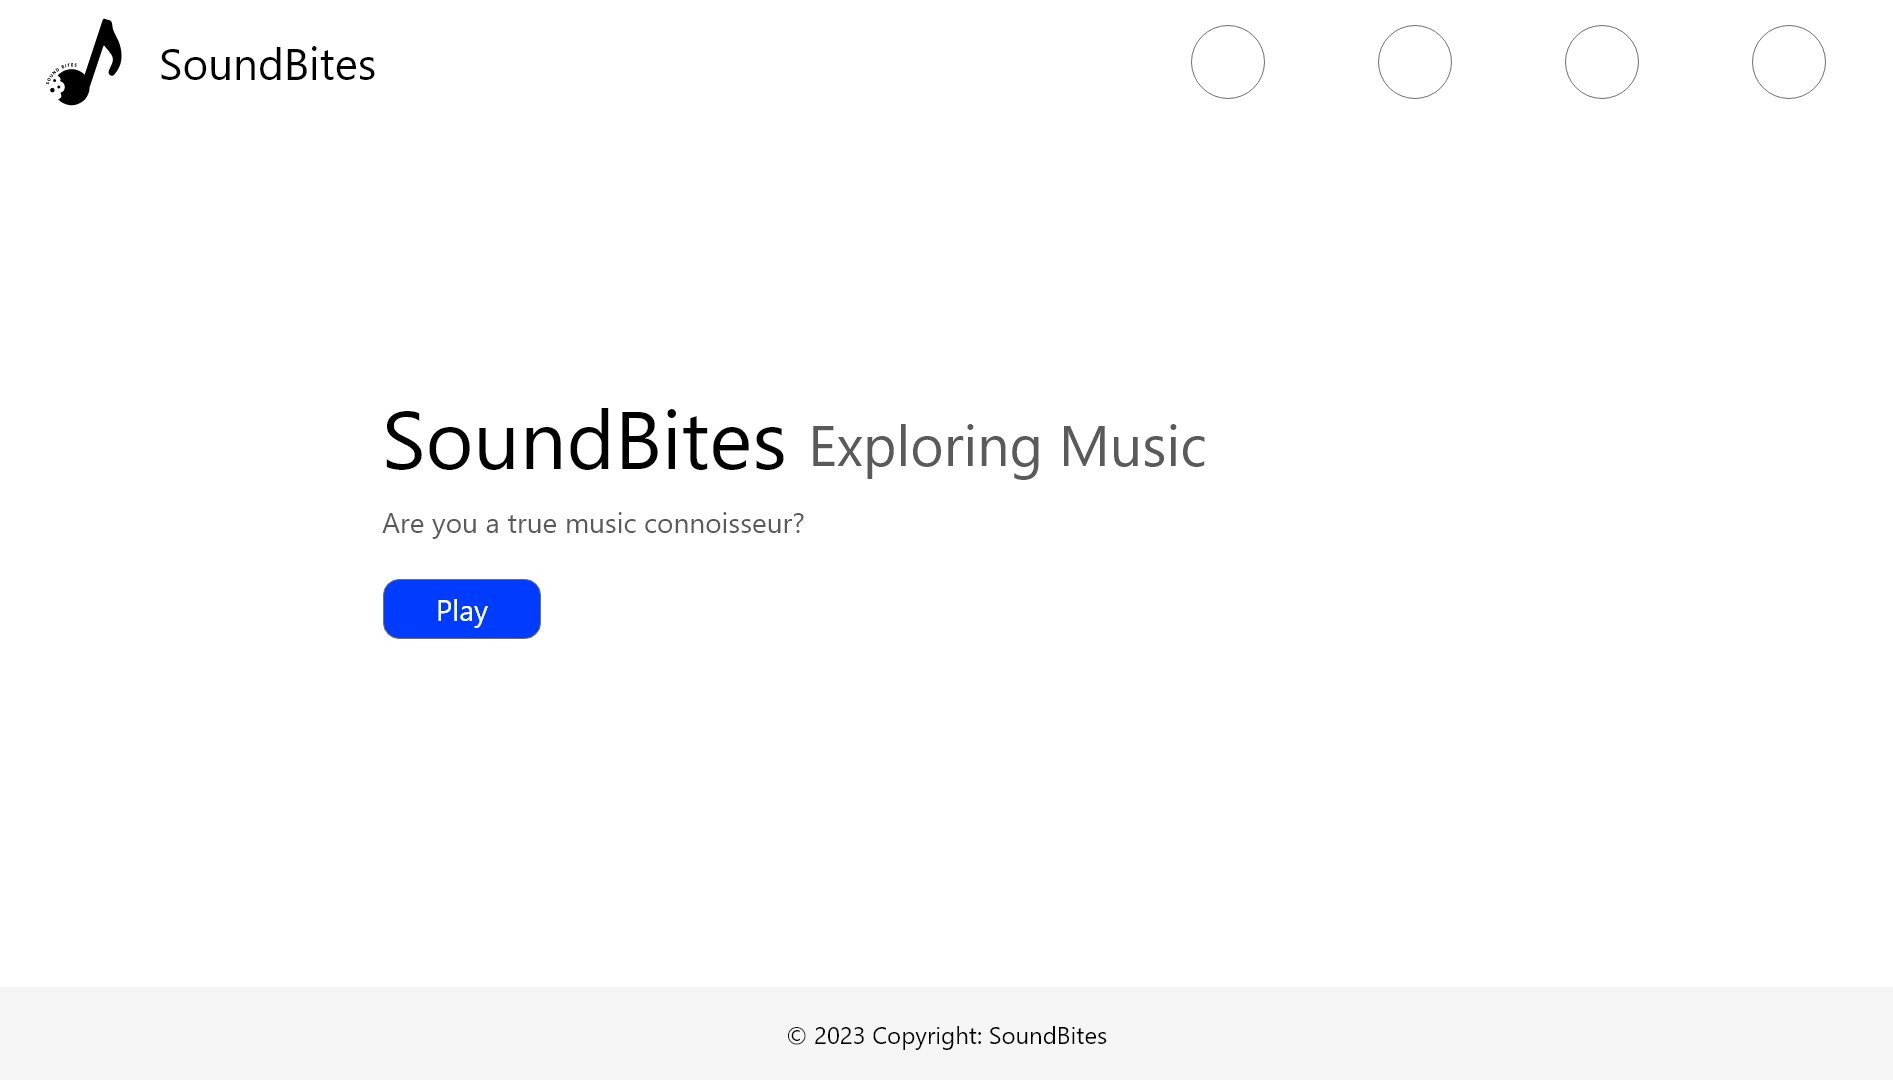 SOUND BITES
SoundBites
SoundBites Exploring Music
Are you a true music connoisseur?
Play
© 2023 Copyright: SoundBites